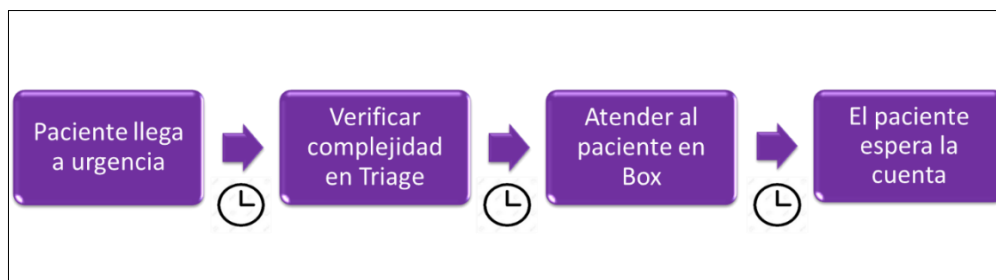 Paciente llega
a urgencia
Verificar
complejidad
en Triage
Atender al
paciente en
Box
El paciente
espera la
cuenta